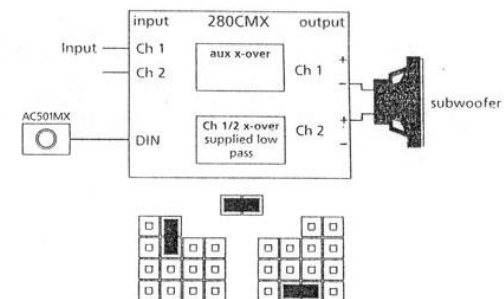 input 280CMX output
Input Ch 1 aux x-over +
Ch 2 Ch 1 -
subwoofer
AC501MX +
DIN Ch 1/2 x-over Ch 2
supplied low -
pass